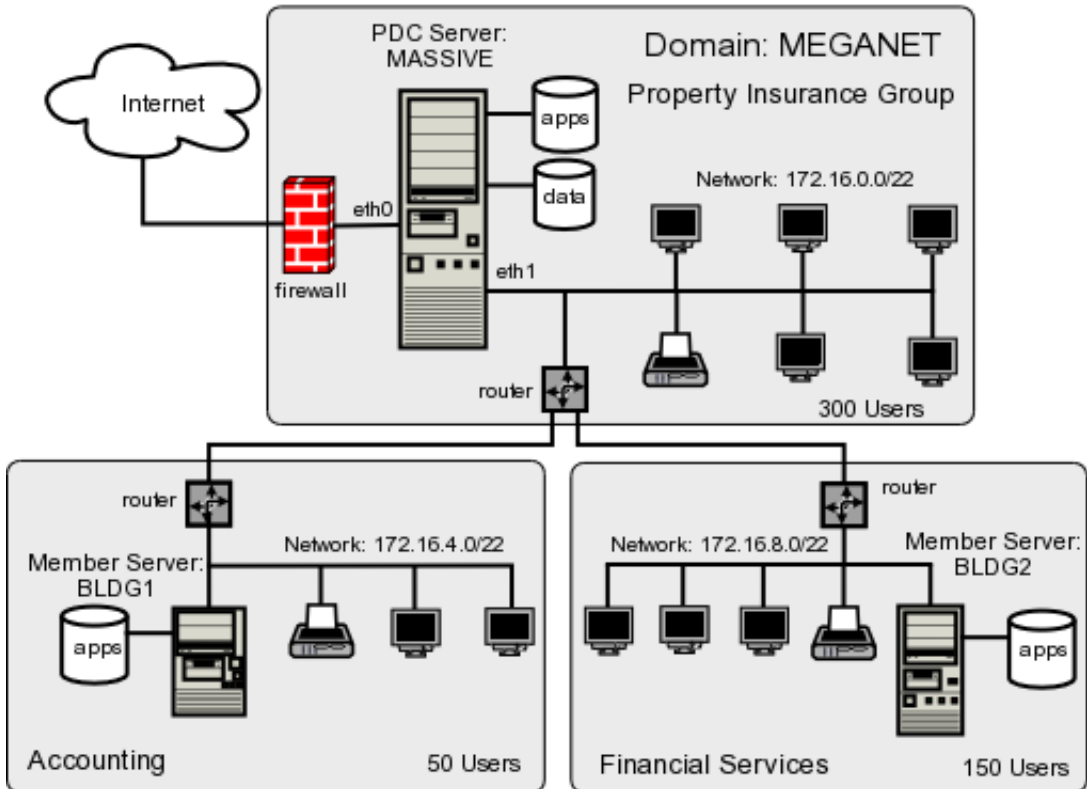 PDC Server:
MASSIVE
Domain: MEGANET
Property Insurance Group
Internet
apps
data
Network: 172.16.0.0/22
eth0
eth1
firewall
router
300 Users
router
Network: 172.16.4.0/22
Member Server:
BLDG1
apps
Accounting
50 Users
router
Network: 172.16.8.0/22
Member Server:
BLDG2
apps
Financial Services
150 Users